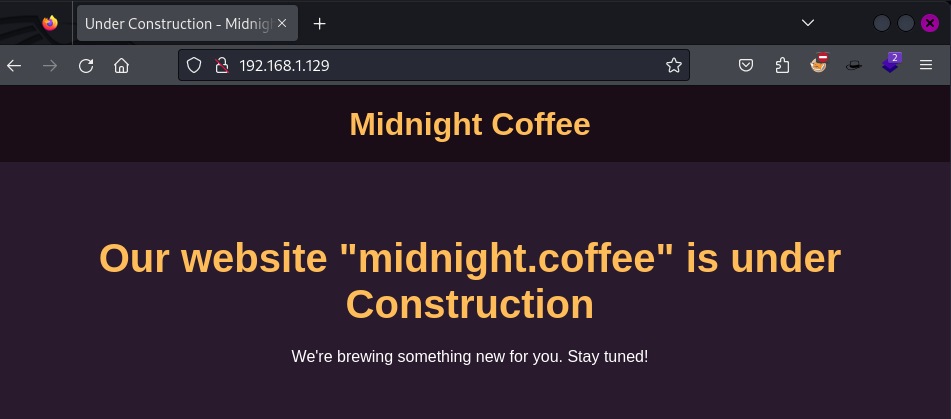 Under Construction - Midnig
192.168.1.129
2
Midnight Coffee
Our website "midnight.coffee" is under
Construction
We're brewing something new for you. Stay tuned!